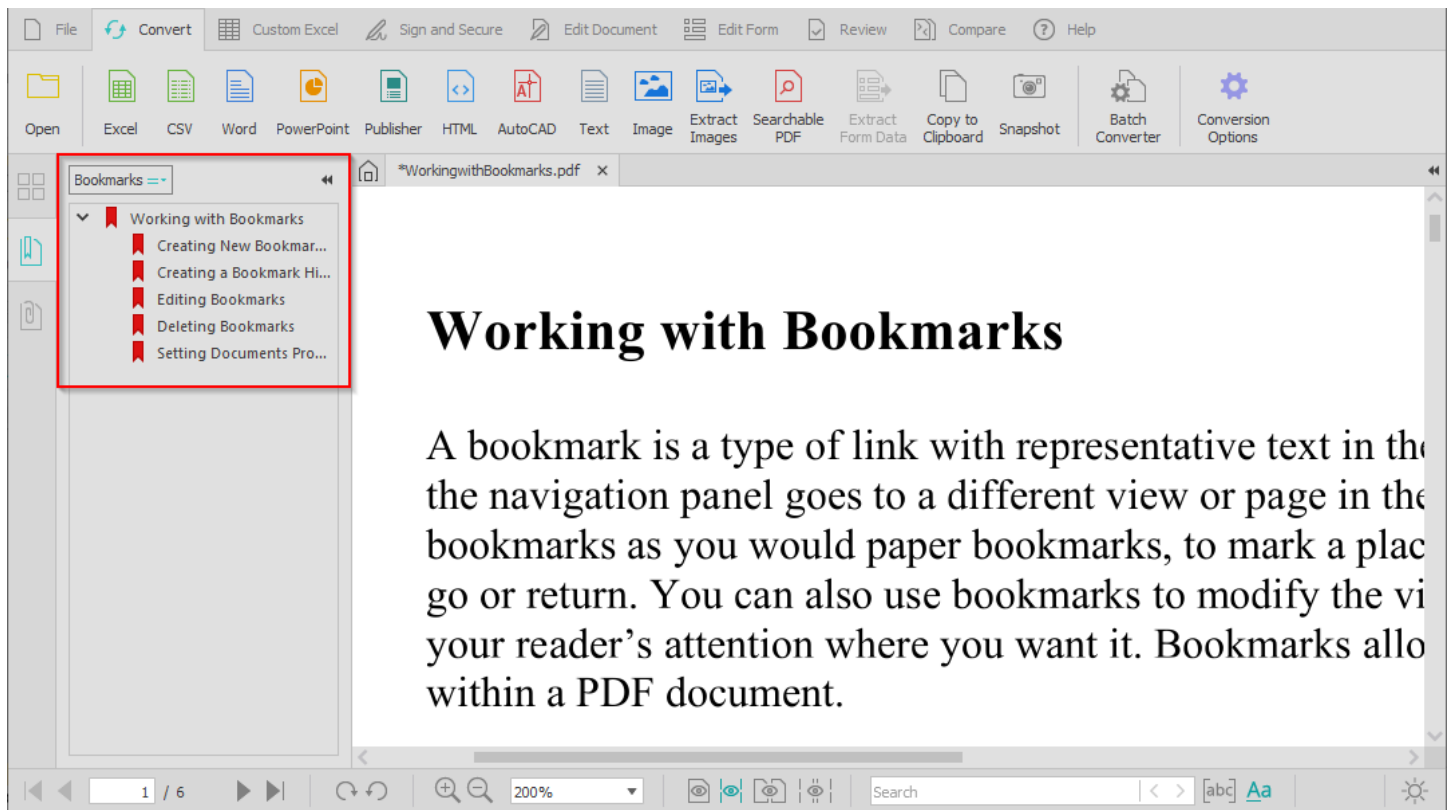 File Convert Custom Excel Sign and Secure Edit Document Edit Form Review Compare Help
Open Excel CSV Word PowerPoint Publisher HTML AutoCAD Text Image Extract Images Searchable PDF Extract Form Data Copy to Clipboard Snapshot Batch Converter Conversion Options
Bookmarks
*WorkingwithBookmarks.pdf
Working with Bookmarks
Creating New Bookmar...
Creating a Bookmark Hi...
Editing Bookmarks
Deleting Bookmarks
Setting Documents Pro...
Working with Bookmarks
A bookmark is a type of link with representative text in the
the navigation panel goes to a different view or page in the
bookmarks as you would paper bookmarks, to mark a plac
go or return. You can also use bookmarks to modify the vi
your reader’s attention where you want it. Bookmarks allo
within a PDF document.
1 / 6 200% Search [abc] Aa